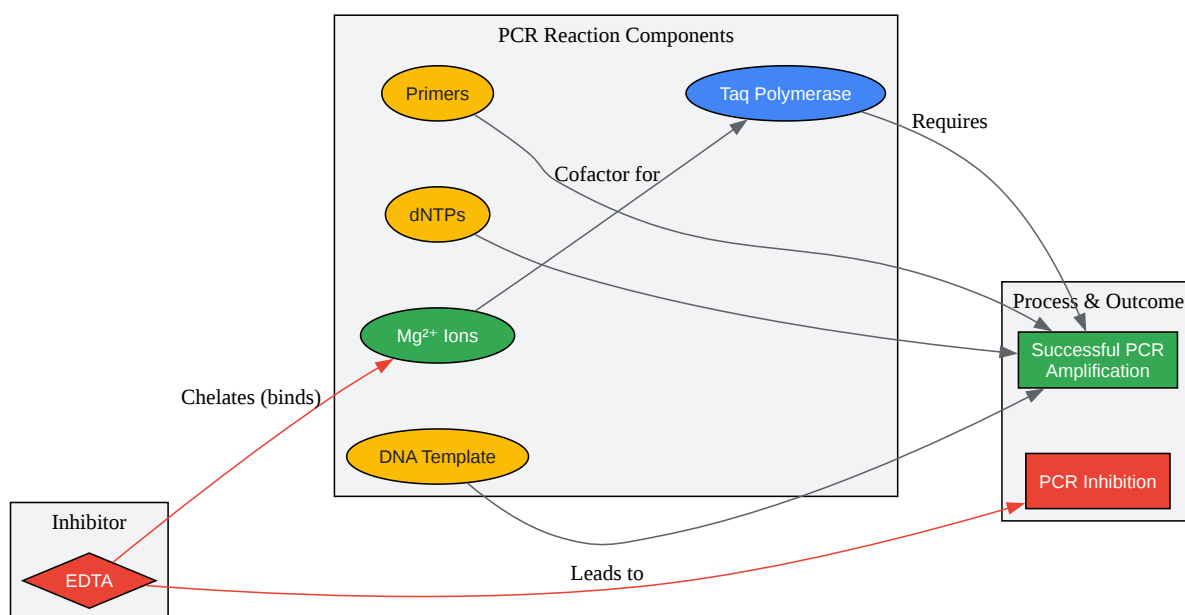 PCR Reaction Components
Primers
Taq Polymerase
Requires
Cofactor for
dNTPs
Process & Outcome
Mg²⁺ Ions
Successful PCR
Amplification
Chelates (binds)
DNA Template
PCR Inhibition
Inhibitor
EDTA
Leads to